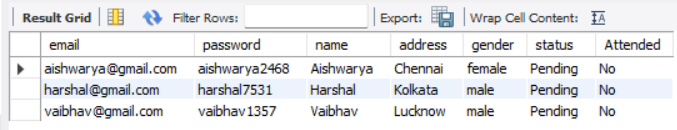 Result Grid Filter Rows: Export: Wrap Cell Content: IA
email password name address gender status Attended
aishwarya@gmail.com aishwarya2468 Aishwarya Chennai female Pending No
harshal@gmail.com harshal7531 Harshal Kolkata male Pending No
vaibhav@gmail.com vaibhav1357 Vaibhav Lucknow male Pending No